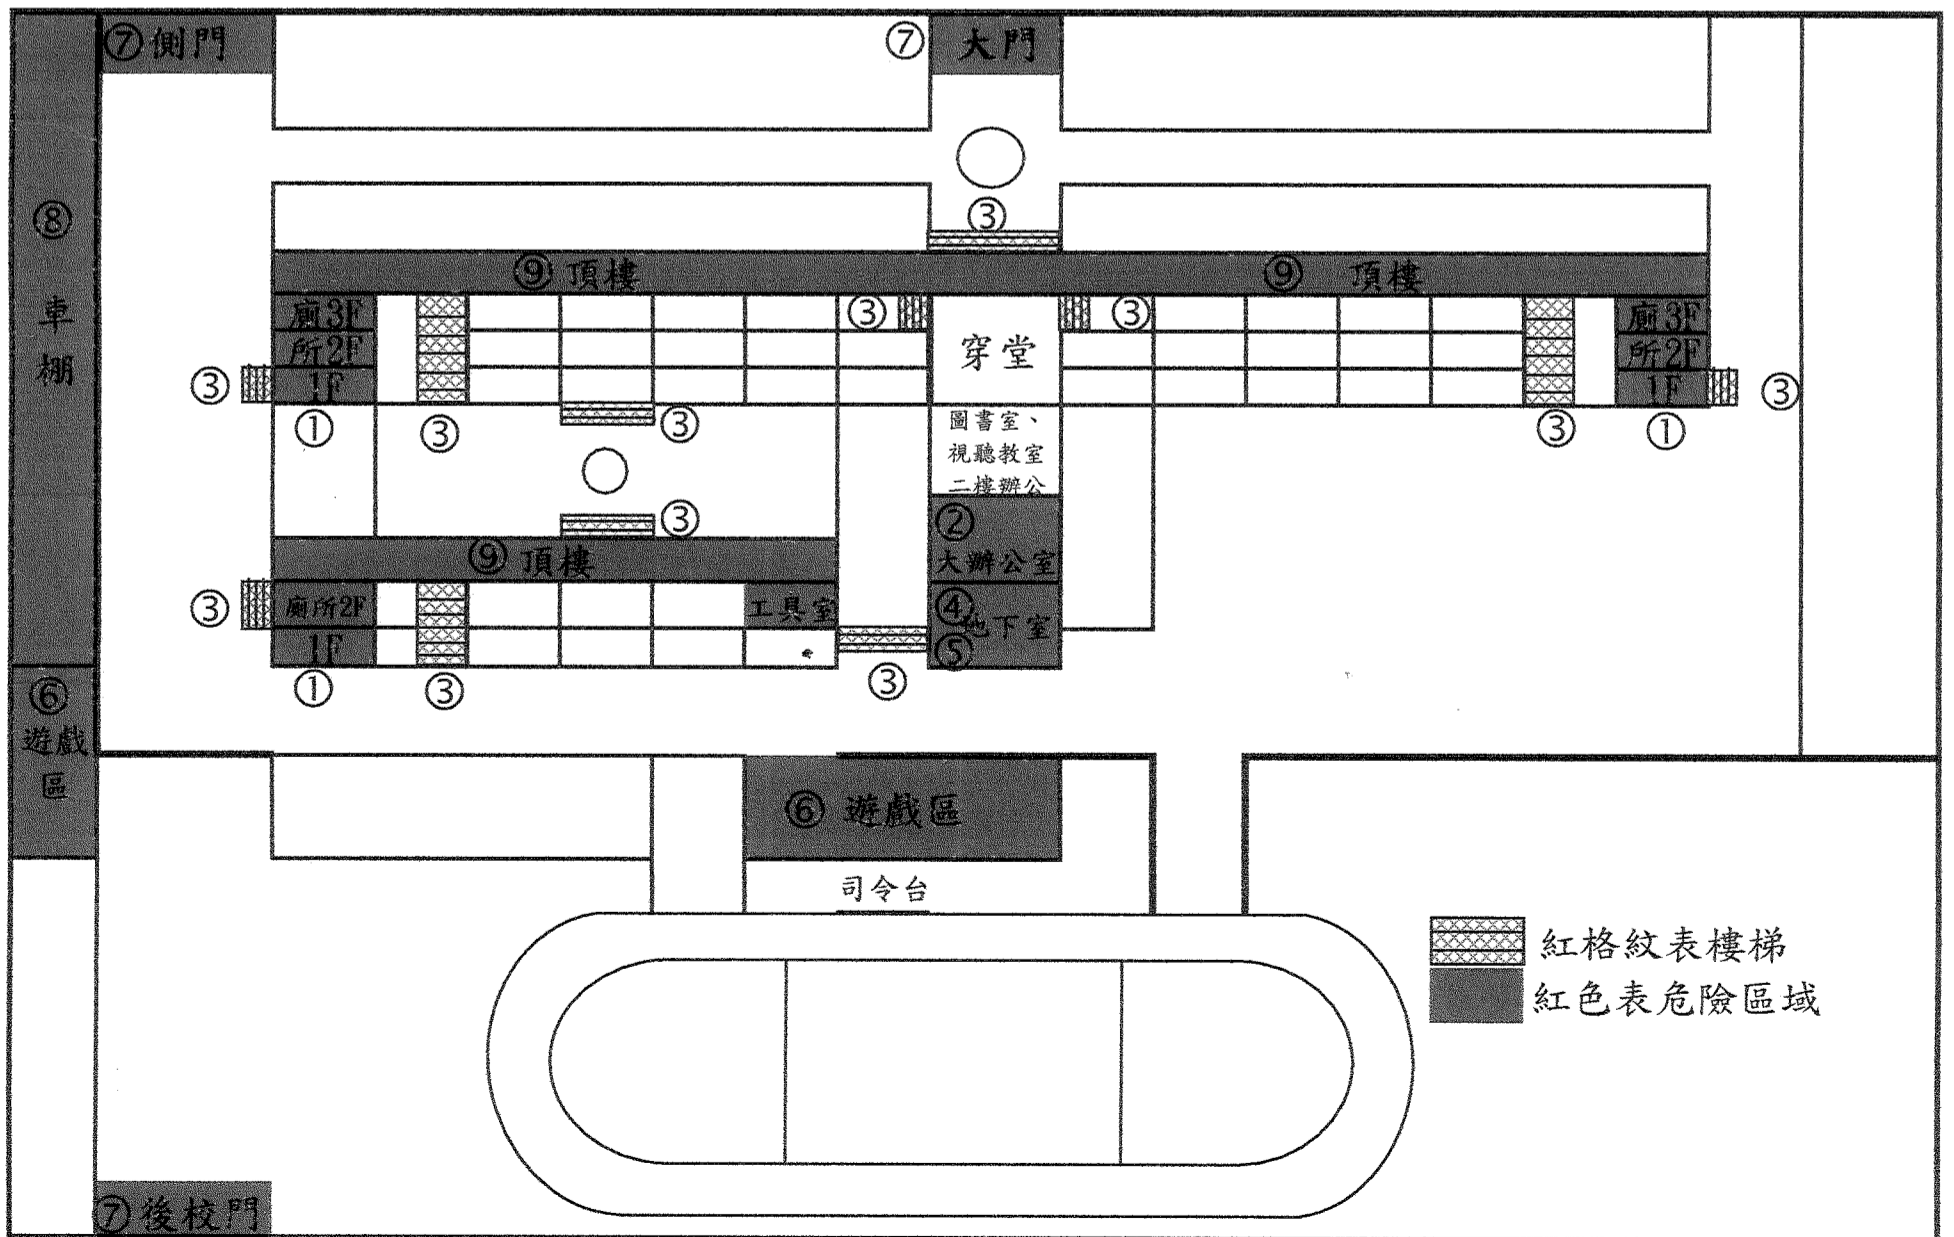 ⑦側門
⑦ 大門
⑧
車
棚
③
⑨ 頂樓
⑨ 頂樓
廁3F
所2F
1F
③
③
穿堂
廁3F
所2F
1F
③
①
③
③
③
①
③
圖書室、
視聽教室
二樓辦公
③
②
大辦公室
⑨ 頂樓
③
廁所2F
1F
工具室
④
地下室
⑤
①
③
③
⑥
遊戲
區
⑥ 遊戲區
司令台
紅格紋表樓梯
紅色表危險區域
⑦後校門